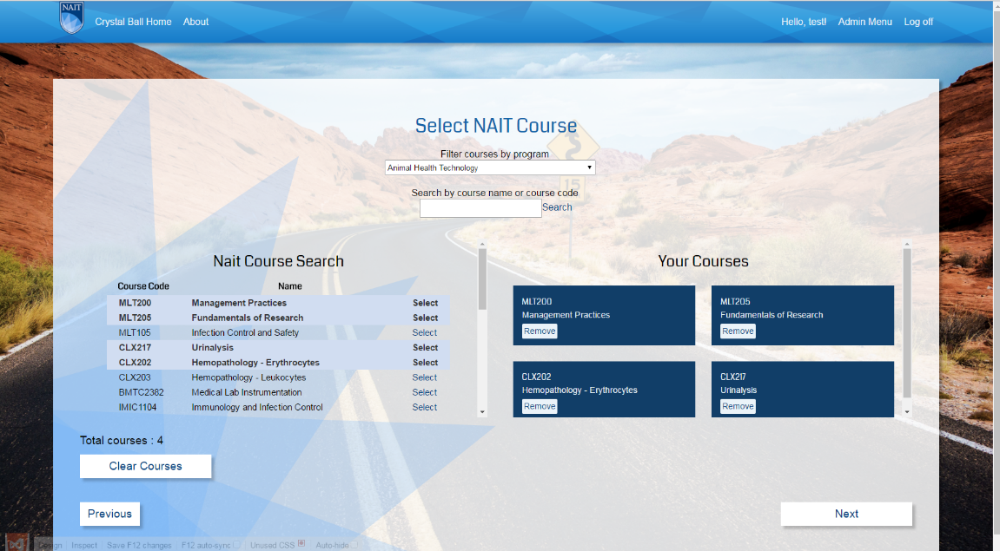 NAIT
Crystal Ball Home About Hello, test! Admin Menu Log off
Select NAIT Course
Filter courses by program
Animal Health Technology
Search by course name or course code
Search
Nait Course Search
Course Code Name
MLT200 Management Practices Select
MLT205 Fundamentals of Research Select
MLT105 Infection Control and Safety Select
CLX217 Urinalysis Select
CLX202 Hemopathology - Erythrocytes Select
CLX203 Hemopathology - Leukocytes Select
BMTC2382 Medical Lab Instrumentation Select
IMIC1104 Immunology and Infection Control Select
Your Courses
MLT200
Management Practices
Remove
MLT205
Fundamentals of Research
Remove
CLX202
Hemopathology - Erythrocytes
Remove
CLX217
Urinalysis
Remove
Total courses : 4
Clear Courses
Previous
Next
Design Inspect Save F12 changes F12 auto-sync Unused CSS Auto-hide